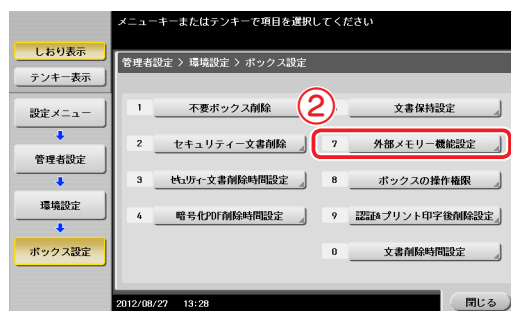 メニューキーまたはテンキーで項目を選択してください
しおり表示
テンキー表示
設定メニュー
管理者設定
環境設定
ボックス設定
管理者設定 > 環境設定 > ボックス設定
1 不要ボックス削除
2 セキュリティー文書削除
3 ｾｷｭﾘﾃｨｰ文書削除時間設定
4 暗号化PDF削除時間設定
②
文書保持設定
7 外部メモリー機能設定
8 ボックスの操作権限
9 認証&プリント印字後削除設定
0 文書削除時間設定
2012/08/27 13:28
閉じる